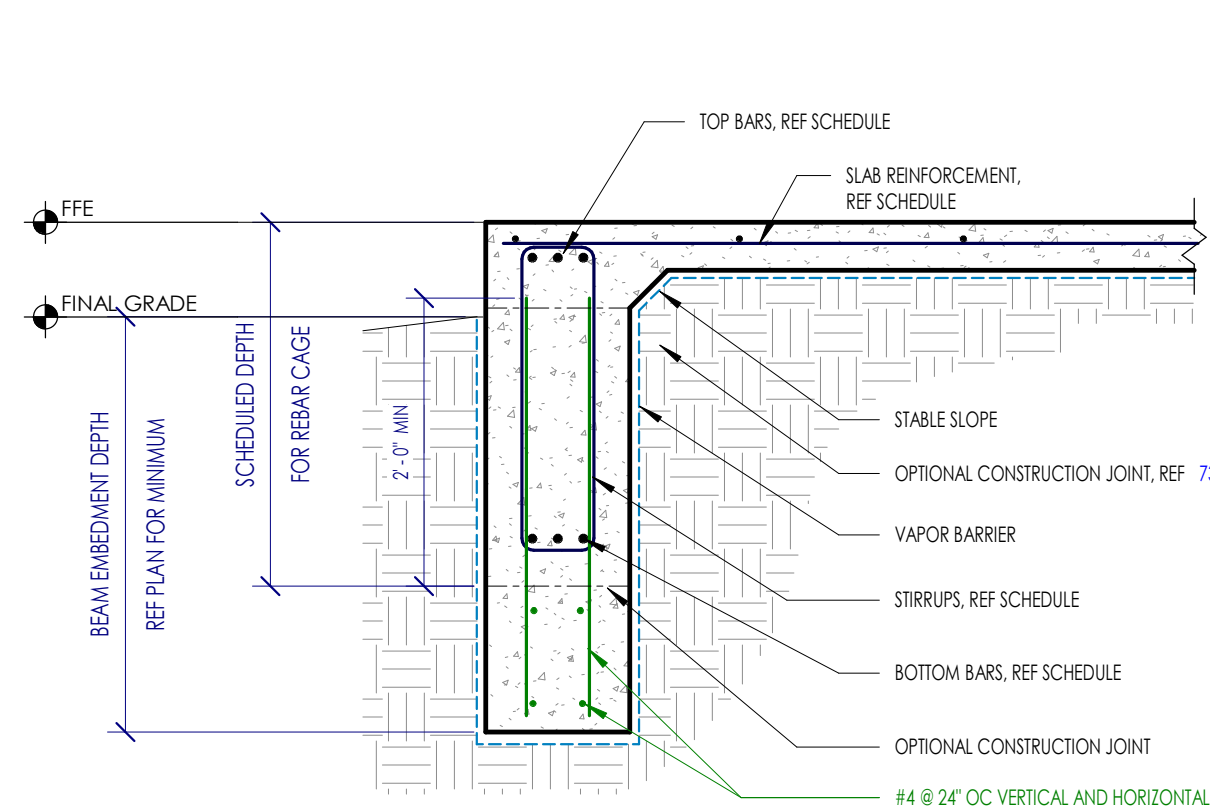 TOP BARS, REF SCHEDULE
SLAB REINFORCEMENT,
REF SCHEDULE
FFE
FINAL GRADE
BEAM EMBEDMENT DEPTH
REF PLAN FOR MINIMUM
SCHEDULED DEPTH
FOR REBAR CAGE
2'-0" MIN
STABLE SLOPE
OPTIONAL CONSTRUCTION JOINT, REF
VAPOR BARRIER
STIRRUPS, REF SCHEDULE
BOTTOM BARS, REF SCHEDULE
OPTIONAL CONSTRUCTION JOINT
#4 @ 24" OC VERTICAL AND HORIZONTAL